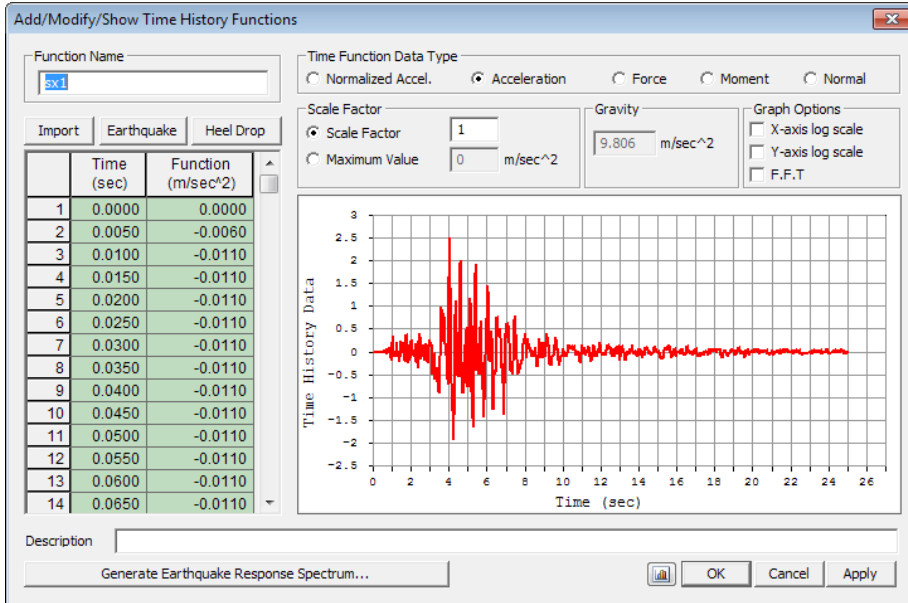 Add/Modify/Show Time History Functions
Function Name
sx1
Import Earthquake Heel Drop
Time Function Data Type
Normalized Accel. Acceleration Force Moment Normal
Scale Factor
Scale Factor 1
Maximum Value 0 m/sec^2
Gravity
9.806 m/sec^2
Graph Options
X-axis log scale
Y-axis log scale
F.F.T
Time Function
(sec) (m/sec^2)
1 0.0000 0.0000
2 0.0050 -0.0060
3 0.0100 -0.0110
4 0.0150 -0.0110
5 0.0200 -0.0110
6 0.0250 -0.0110
7 0.0300 -0.0110
8 0.0350 -0.0110
9 0.0400 -0.0110
10 0.0450 -0.0110
11 0.0500 -0.0110
12 0.0550 -0.0110
13 0.0600 -0.0110
14 0.0650 -0.0110
Time History Data
3
2.5
2
1.5
1
0.5
0
-0.5
-1
-1.5
-2
-2.5
0 2 4 6 8 10 12 14 16 18 20 22 24 26
Time (sec)
Description
Generate Earthquake Response Spectrum... OK Cancel Apply